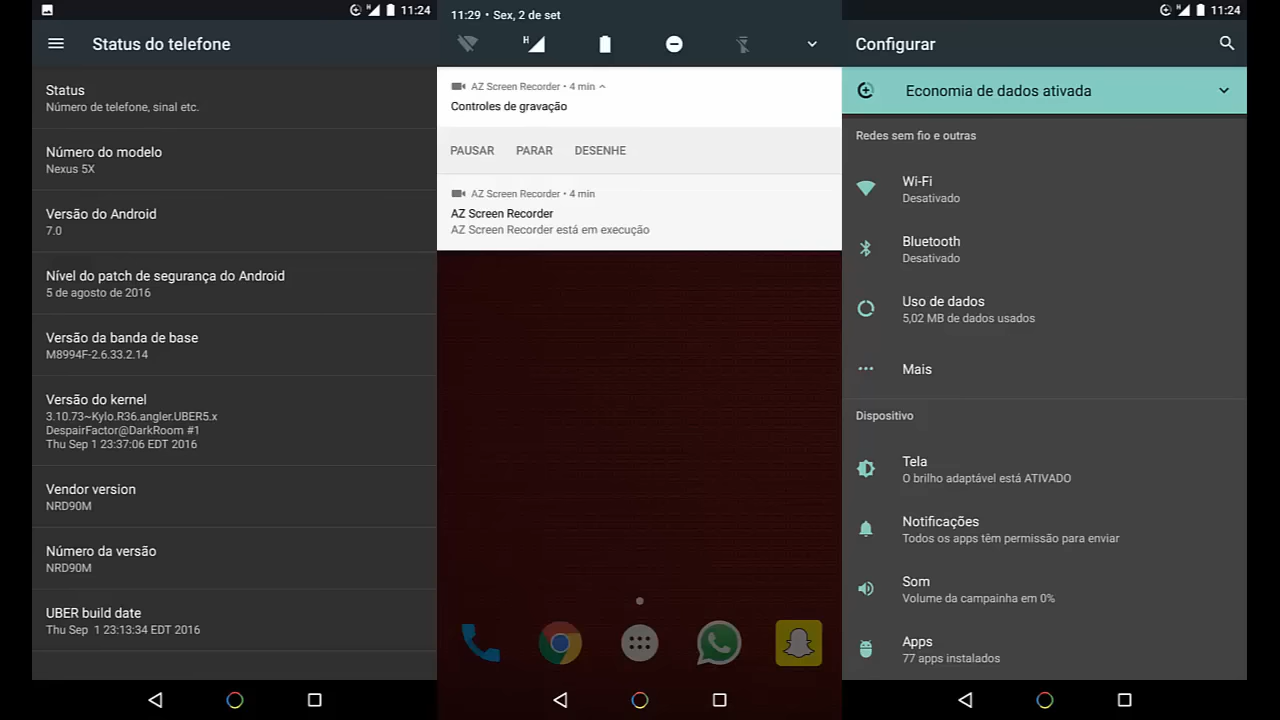 11:24
Status do telefone
Status
Número de telefone, sinal etc.
Número do modelo
Nexus 5X
Versão do Android
7.0
Nível do patch de segurança do Android
5 de agosto de 2016
Versão da banda de base
M8994F-2.6.33.2.14
Versão do kernel
3.10.73~Kylo.R36.angler.UBER5.x
DespairFactor@DarkRoom #1
Thu Sep 1 23:37:06 EDT 2016
Vendor version
NRD90M
Número da versão
NRD90M
UBER build date
Thu Sep 1 23:13:34 EDT 2016
11:29 • Sex, 2 de set
H
AZ Screen Recorder • 4 min
Controles de gravação
PAUSAR PARAR DESENHE
AZ Screen Recorder • 4 min
AZ Screen Recorder
AZ Screen Recorder está em execução
11:24
Configurar
Economia de dados ativada
Redes sem fio e outras
Wi-Fi
Desativado
Bluetooth
Desativado
Uso de dados
5,02 MB de dados usados
Mais
Dispositivo
Tela
O brilho adaptável está ATIVADO
Notificações
Todos os apps têm permissão para enviar
Som
Volume da campainha em 0%
Apps
77 apps instalados